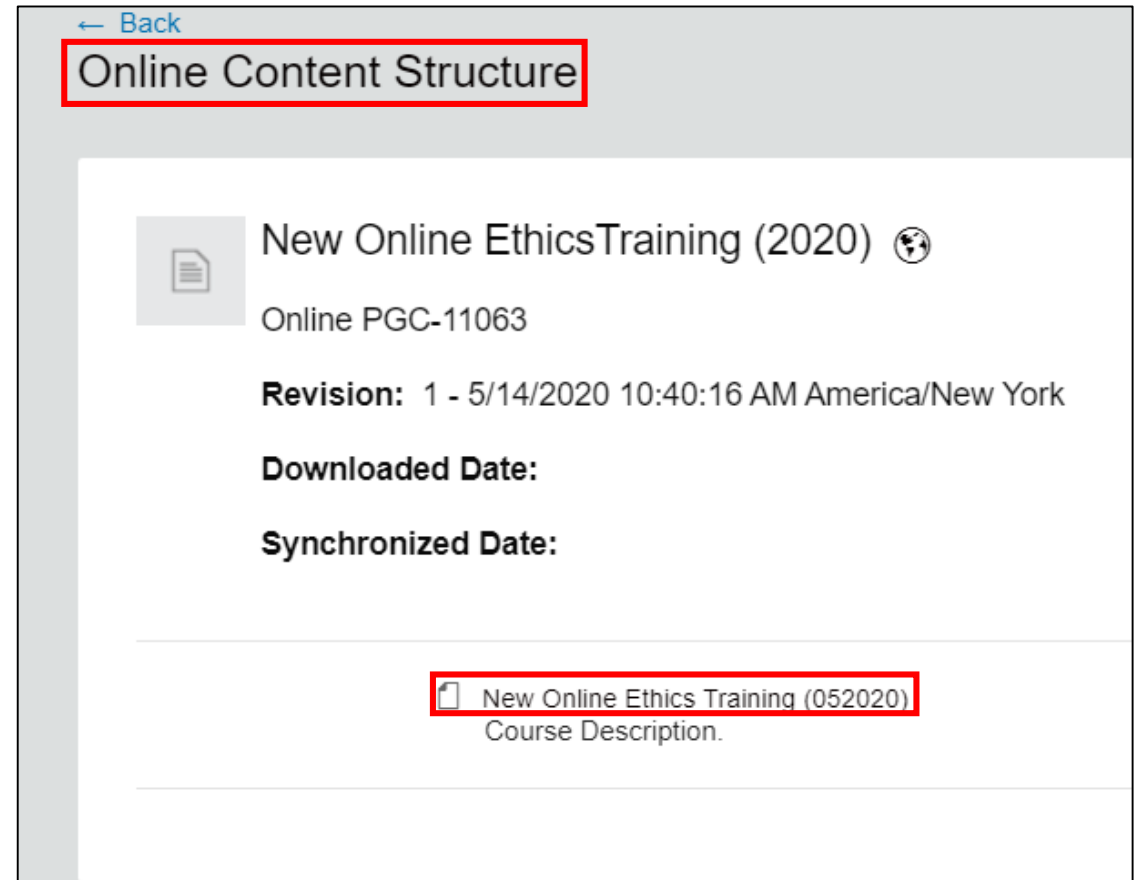 ← Back
Online Content Structure
New Online EthicsTraining (2020)
Online PGC-11063
Revision: 1 - 5/14/2020 10:40:16 AM America/New York
Downloaded Date:
Synchronized Date:
New Online Ethics Training (052020)
Course Description.